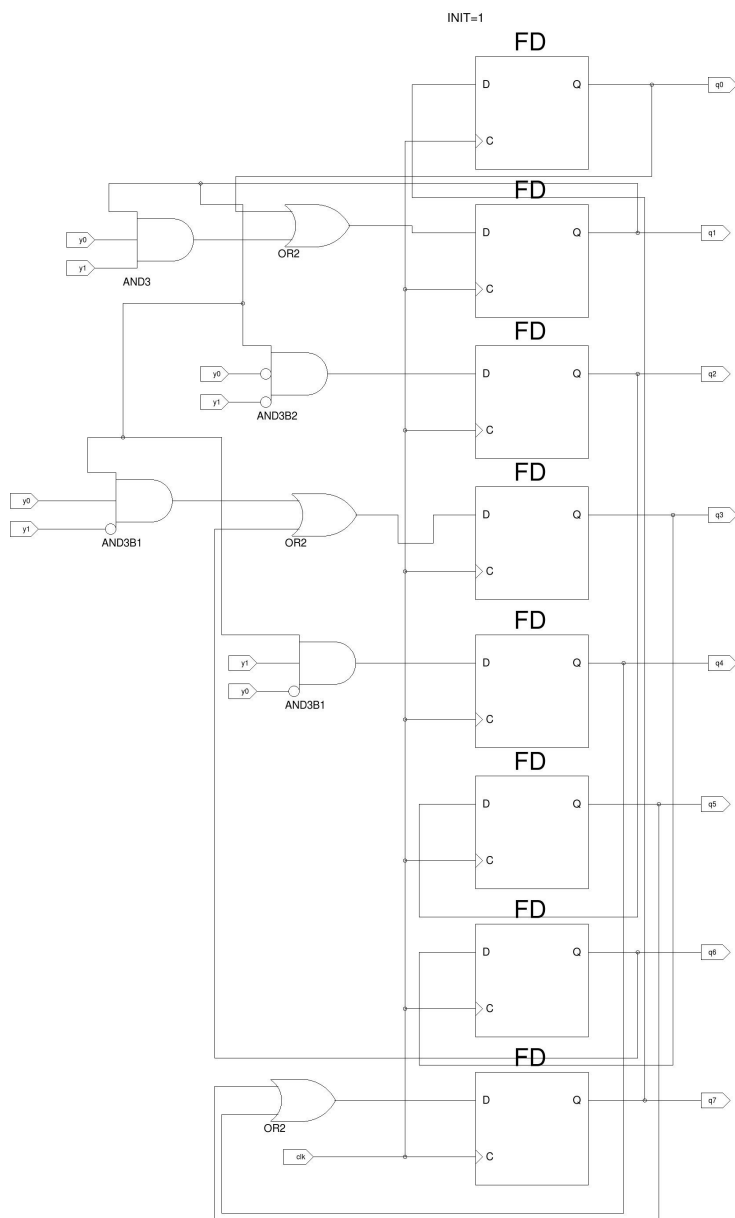 INIT=1
FD
D Q q0
C
FD
y0 D Q q1
y1 OR2
AND3 C
FD
y0 D Q q2
y1
AND3B2 C
FD
y0 D Q q3
y1
AND3B1 OR2
C
FD
y1 D Q q4
y0
AND3B1 C
FD
D Q q5
C
FD
D Q q6
C
FD
D Q q7
OR2
clk C